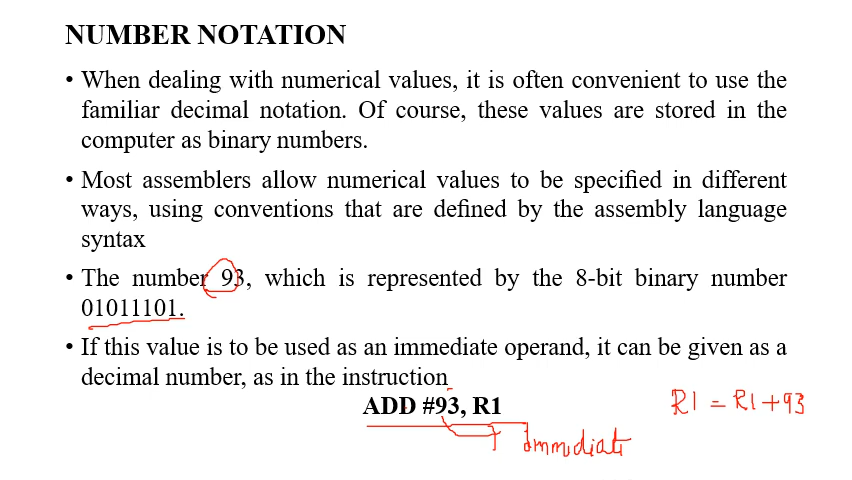 NUMBER NOTATION
• When dealing with numerical values, it is often convenient to use the
familiar decimal notation. Of course, these values are stored in the
computer as binary numbers.
• Most assemblers allow numerical values to be specified in different
ways, using conventions that are defined by the assembly language
syntax
• The number 93, which is represented by the 8-bit binary number
01011101.
• If this value is to be used as an immediate operand, it can be given as a
decimal number, as in the instruction
ADD #93, R1
R1 = R1+93
Immediate